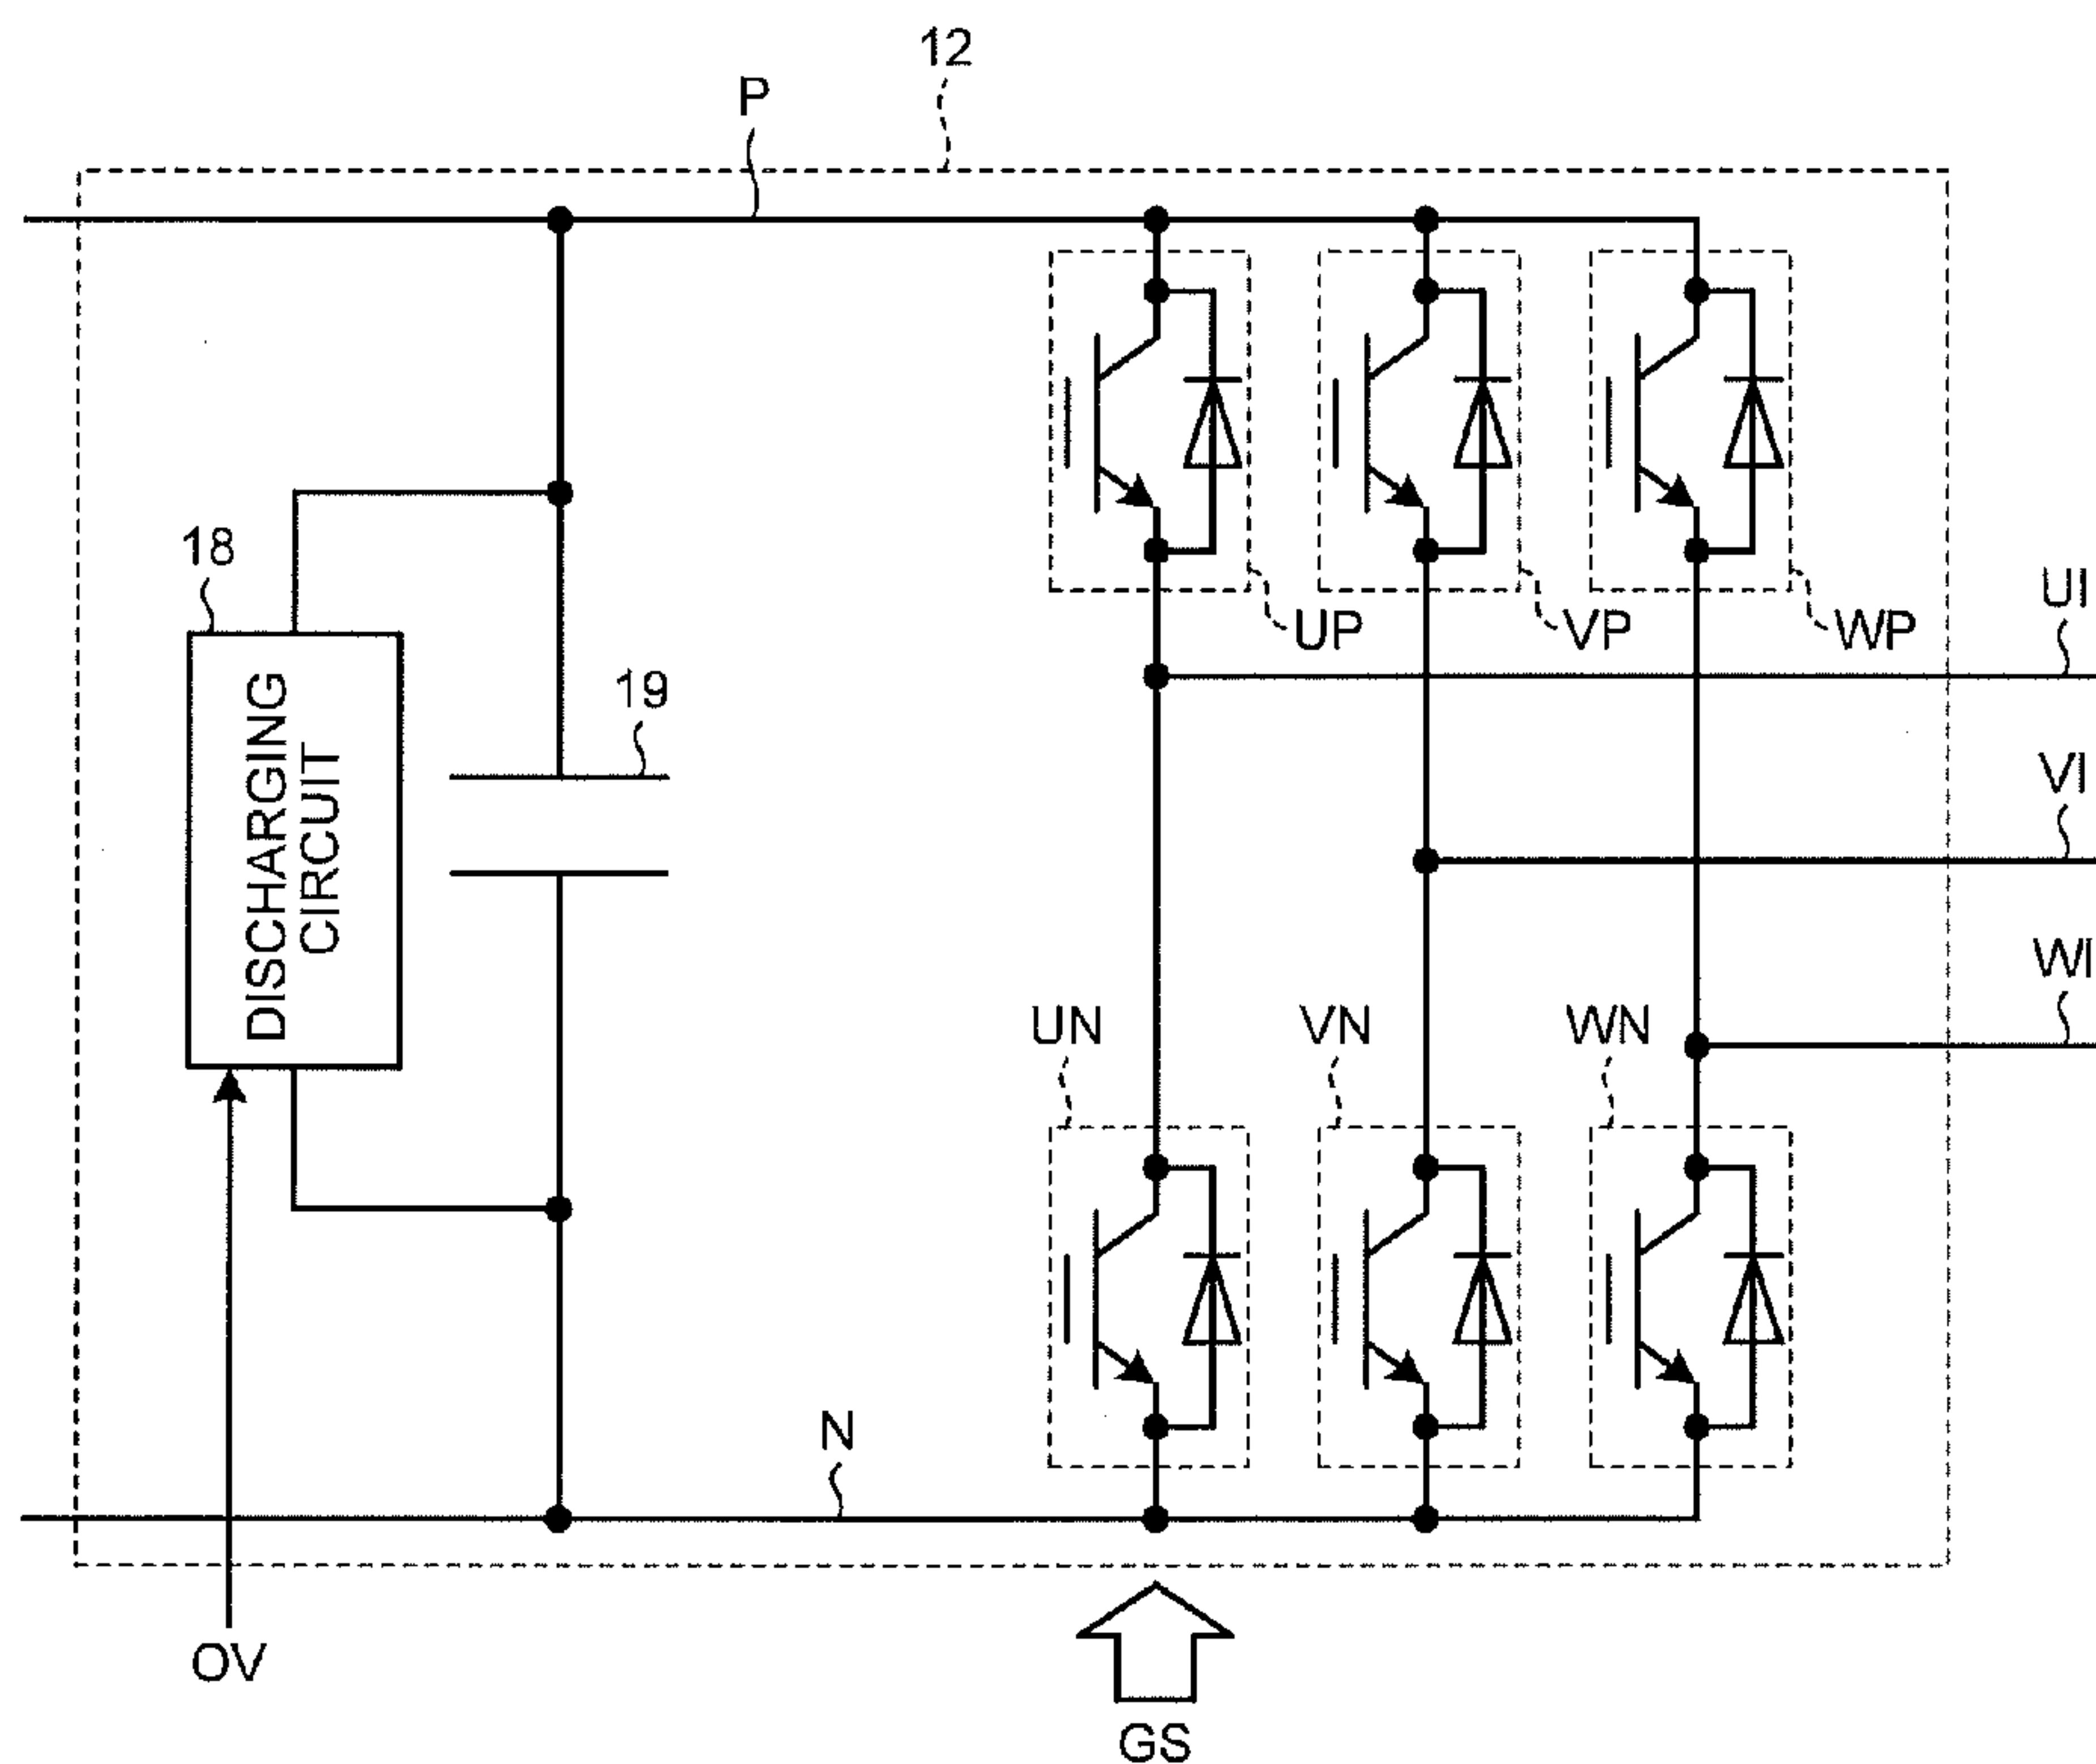 12
P
18
DISCHARGING
CIRCUIT
19
UP
VP
WP
UI
VI
WI
UN
VN
WN
N
OV
GS